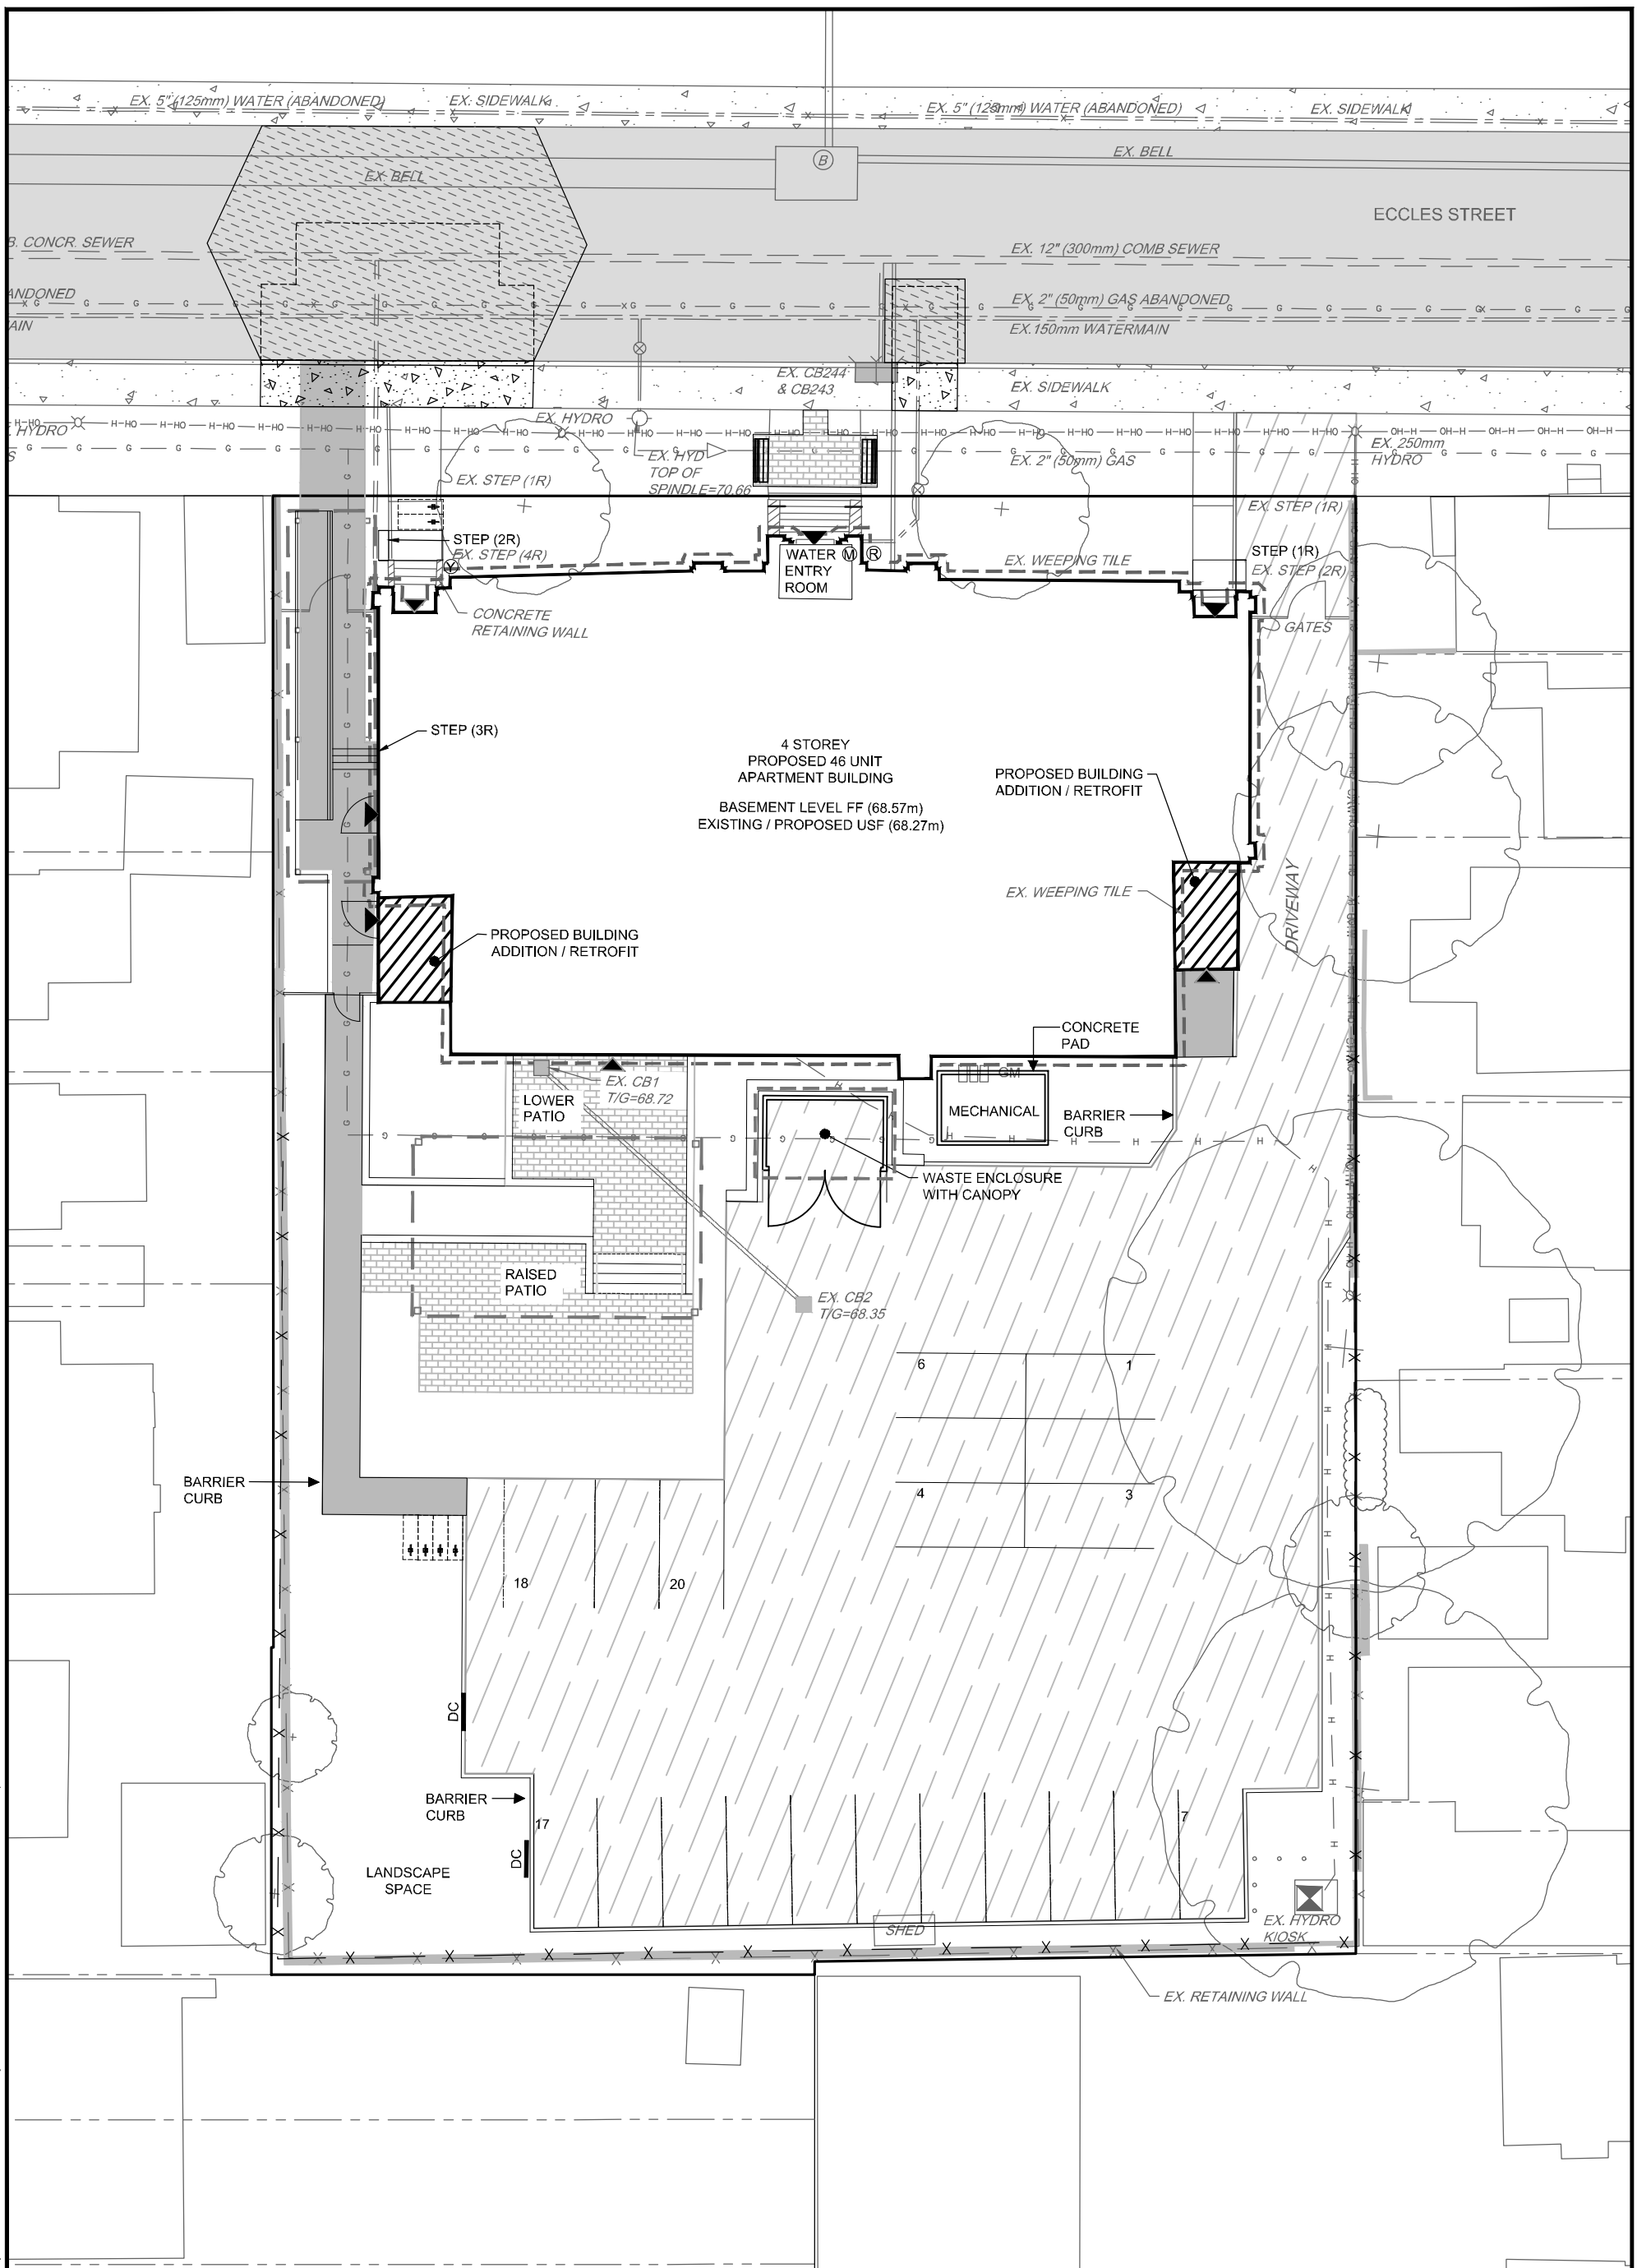 EX. 5" (125mm) WATER (ABANDONED)
EX. SIDEWALK
EX. 5" (125mm) WATER (ABANDONED)
EX. SIDEWALK
EX. BELL
B
EX. BELL
ECCLES STREET
B. CONCR. SEWER
EX. 12" (300mm) COMB SEWER
ANDONED
EX. 2" (50mm) GAS ABANDONED
AIN
EX.150mm WATERMAIN
EX. CB244
& CB243
EX. SIDEWALK
HYDRO
EX. HYDRO
EX. 250mm
HYDRO
S
EX. HYD
TOP OF
SPINDLE=70.66
EX. 2" (50mm) GAS
EX. STEP (1R)
EX. STEP (1R)
STEP (2R)
EX. STEP (4R)
WATER
ENTRY
ROOM
M
R
V
EX. WEEPING TILE
STEP (1R)
EX. STEP (2R)
CONCRETE
RETAINING WALL
GATES
STEP (3R)
4 STOREY
PROPOSED 46 UNIT
APARTMENT BUILDING
BASEMENT LEVEL FF (68.57m)
EXISTING / PROPOSED USF (68.27m)
PROPOSED BUILDING
ADDITION / RETROFIT
EX. WEEPING TILE
DRIVEWAY
PROPOSED BUILDING
ADDITION / RETROFIT
CONCRETE
PAD
EX. CB1
T/G=68.72
GM
LOWER
PATIO
MECHANICAL
BARRIER
CURB
WASTE ENCLOSURE
WITH CANOPY
RAISED
PATIO
EX. CB2
T/G=68.35
6
1
BARRIER
CURB
4
3
18
20
DC
BARRIER
CURB
17
7
DC
LANDSCAPE
SPACE
SHED
EX. HYDRO
KIOSK
EX. RETAINING WALL